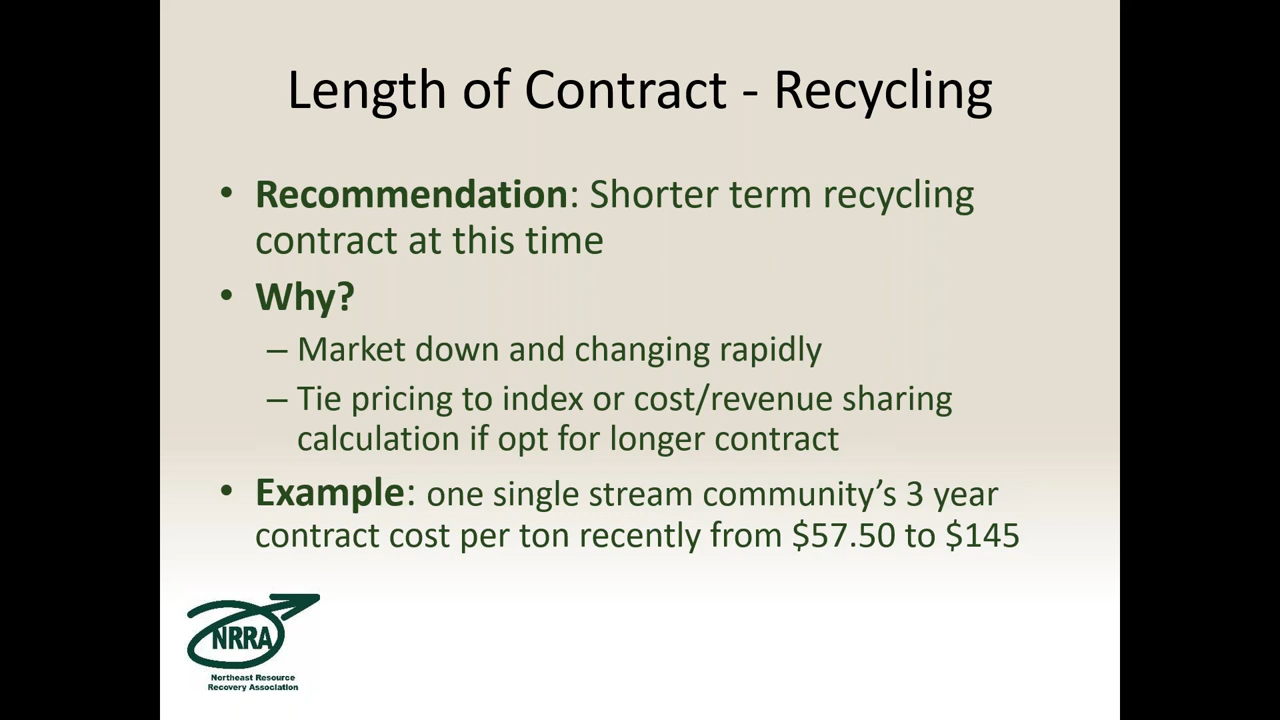 Length of Contract - Recycling
• Recommendation: Shorter term recycling
contract at this time
• Why?
– Market down and changing rapidly
– Tie pricing to index or cost/revenue sharing
calculation if opt for longer contract
• Example: one single stream community’s 3 year
contract cost per ton recently from $57.50 to $145
NRRA
Northeast Resource
Recovery Association